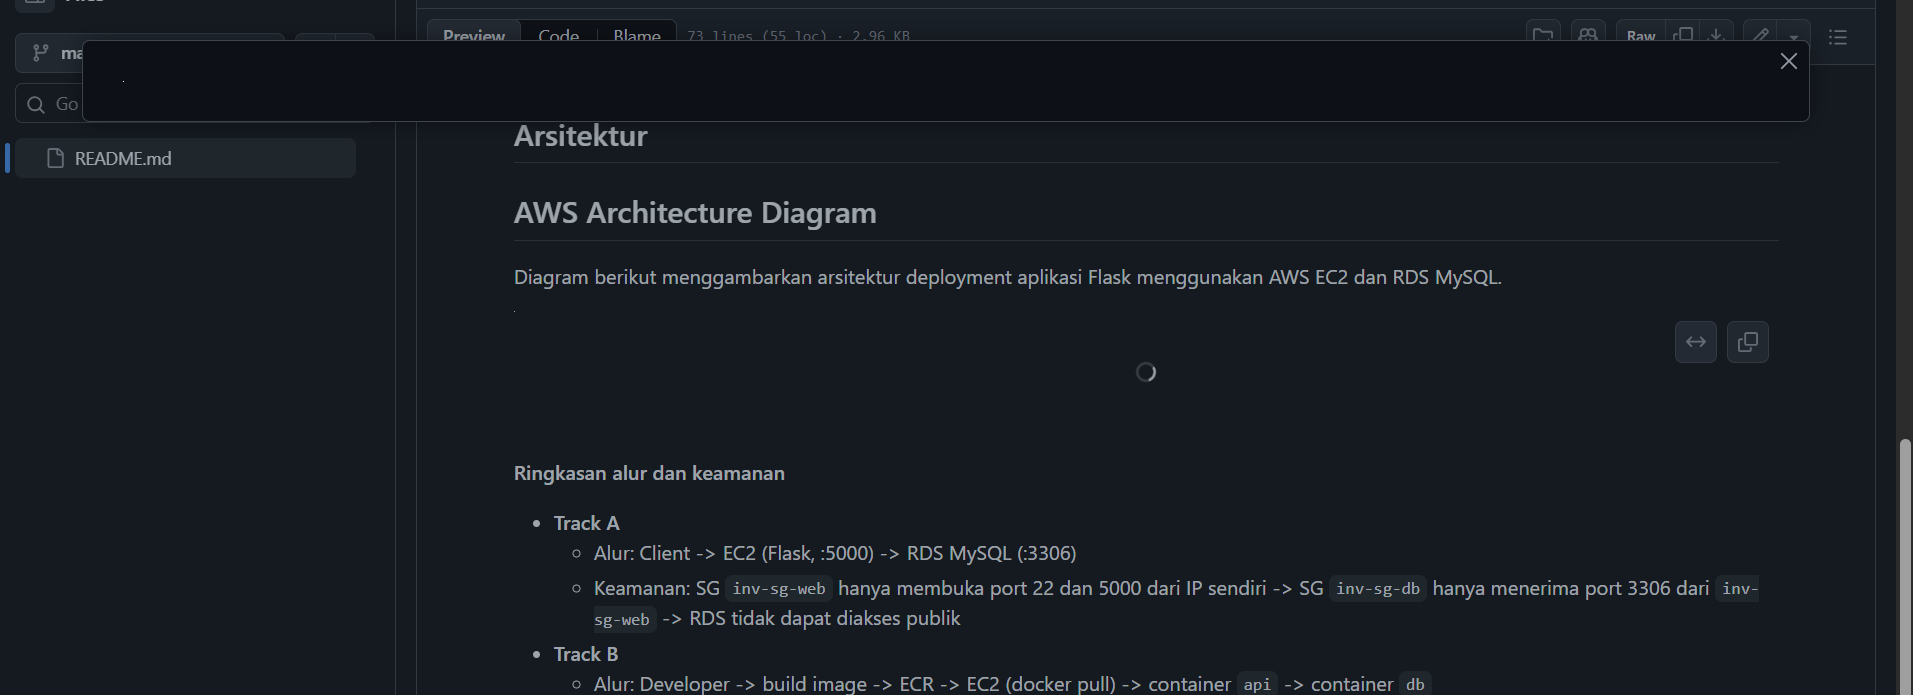 Preview Code Blame 73 lines (55 loc) · 2.96 KB Raw
ma
Go
README.md
Arsitektur
AWS Architecture Diagram
Diagram berikut menggambarkan arsitektur deployment aplikasi Flask menggunakan AWS EC2 dan RDS MySQL.
Ringkasan alur dan keamanan
• Track A
◦ Alur: Client -> EC2 (Flask, :5000) -> RDS MySQL (:3306)
◦ Keamanan: SG inv-sg-web hanya membuka port 22 dan 5000 dari IP sendiri -> SG inv-sg-db hanya menerima port 3306 dari inv-
sg-web -> RDS tidak dapat diakses publik
• Track B
◦ Alur: Developer -> build image -> ECR -> EC2 (docker pull) -> container api -> container db